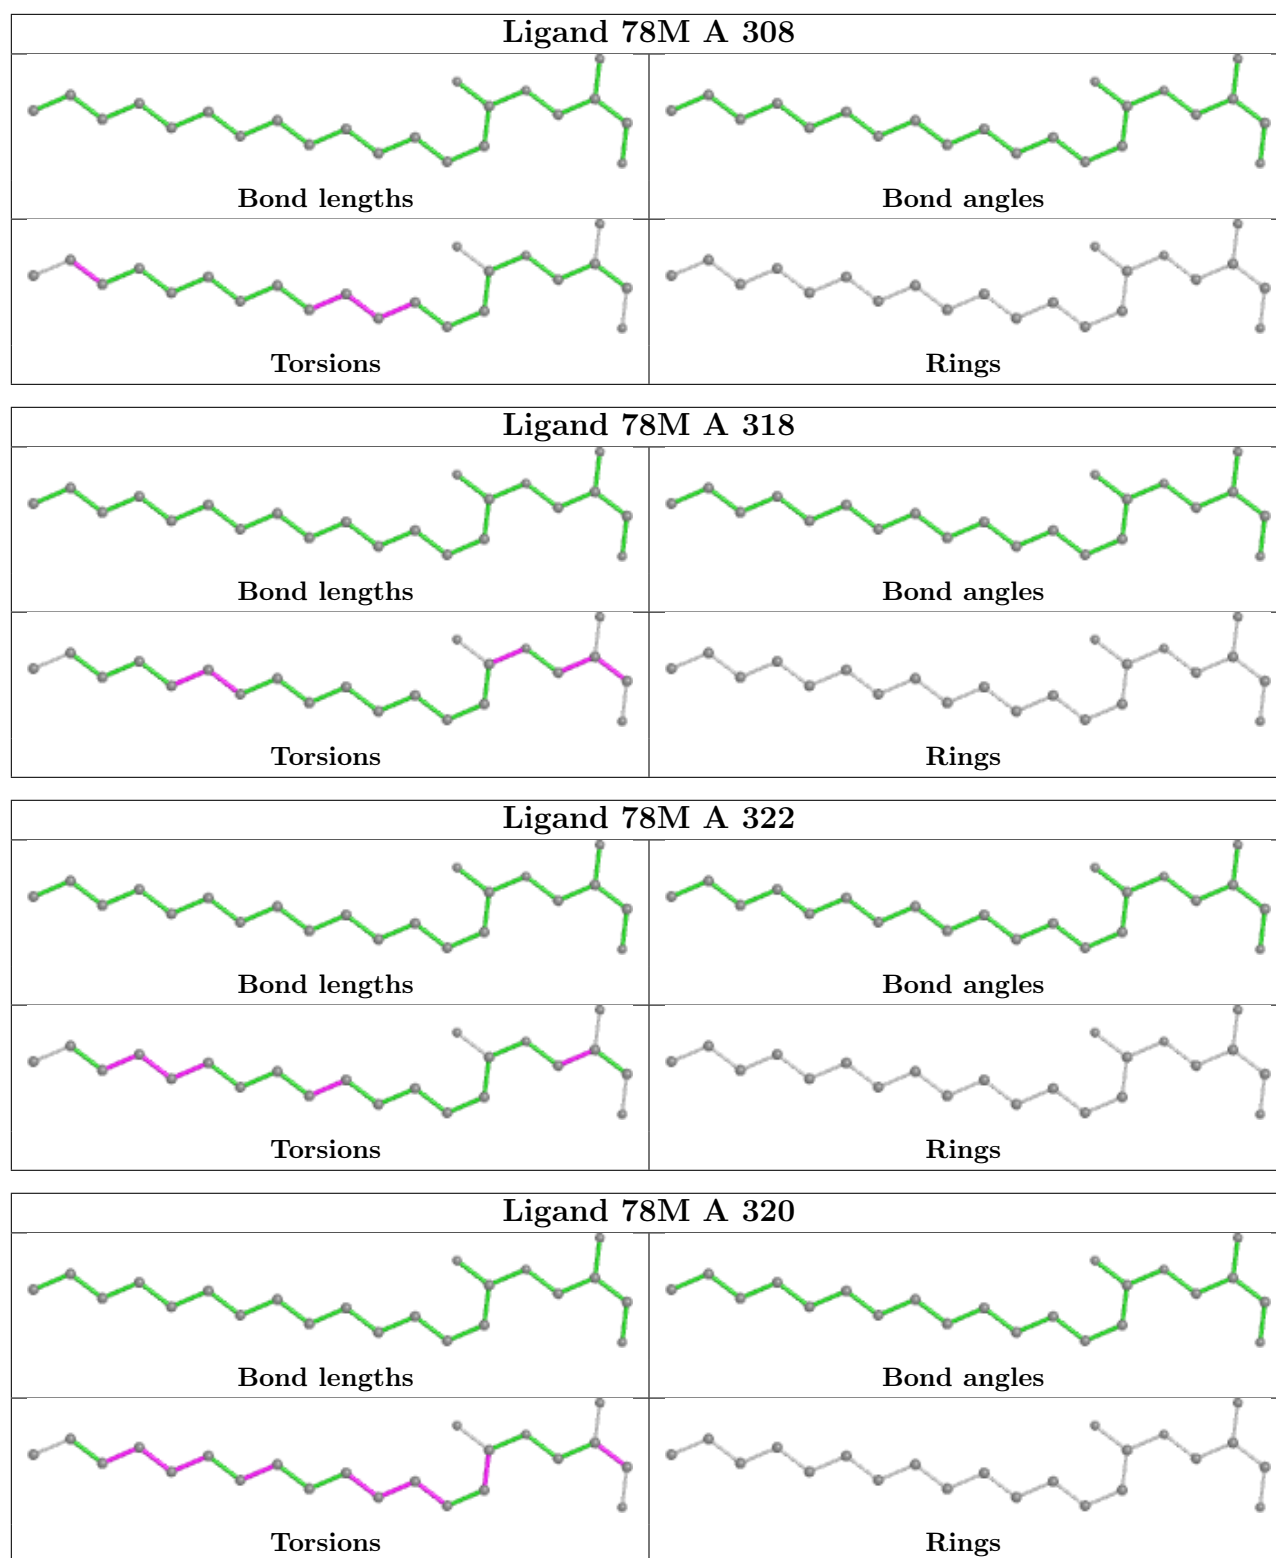 Ligand 78M A 308
Bond lengths
Bond angles
Torsions
Rings
Ligand 78M A 318
Bond lengths
Bond angles
Torsions
Rings
Ligand 78M A 322
Bond lengths
Bond angles
Torsions
Rings
Ligand 78M A 320
Bond lengths
Bond angles
Torsions
Rings